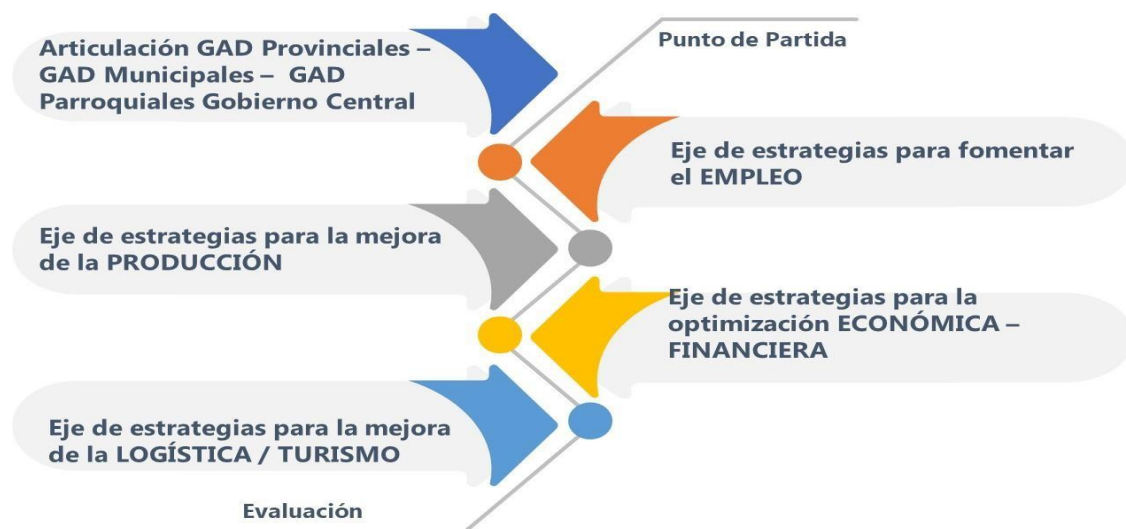 Punto de Partida
Articulación GAD Provinciales –
GAD Municipales – GAD
Parroquiales Gobierno Central
Eje de estrategias para fomentar
el EMPLEO
Eje de estrategias para la mejora
de la PRODUCCIÓN
Eje de estrategias para la
optimización ECONÓMICA –
FINANCIERA
Eje de estrategias para la mejora
de la LOGÍSTICA / TURISMO
Evaluación